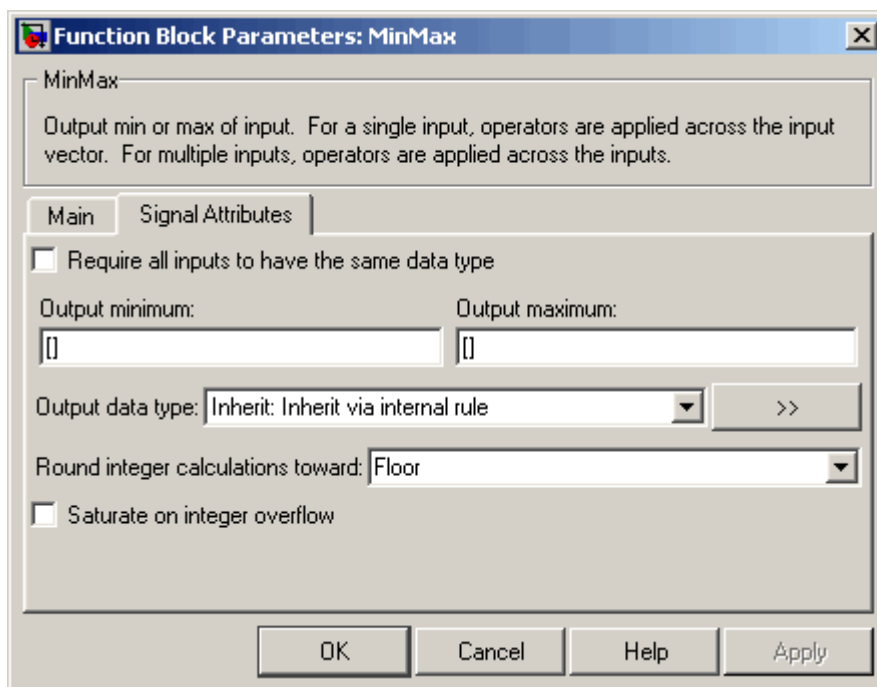 Function Block Parameters: MinMax
MinMax
Output min or max of input. For a single input, operators are applied across the input
vector. For multiple inputs, operators are applied across the inputs.
Main Signal Attributes
Require all inputs to have the same data type
Output minimum: Output maximum:
[] []
Output data type: Inherit: Inherit via internal rule >>
Round integer calculations toward: Floor
Saturate on integer overflow
OK Cancel Help Apply